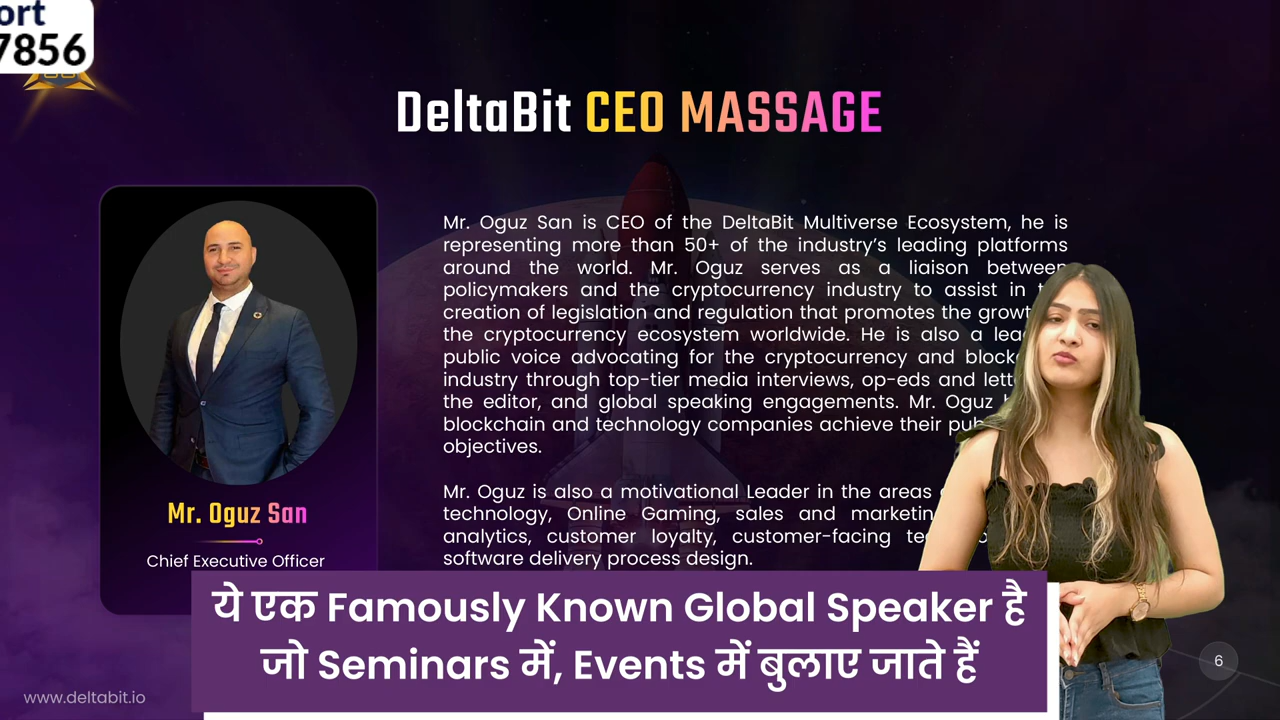 ort
7856
DeltaBit CEO MASSAGE
Mr. Oguz San is CEO of the DeltaBit Multiverse Ecosystem, he is
representing more than 50+ of the industry's leading platforms
around the world. Mr. Oguz serves as a liaison between
policymakers and the cryptocurrency industry to assist in
creation of legislation and regulation that promotes the
the cryptocurrency ecosystem worldwide. He is also a
public voice advocating for the cryptocurrency and
industry through top-tier media interviews, op-eds and
the editor, and global speaking engagements. Mr. Oguz
blockchain and technology companies achieve their
objectives.
Mr. Oguz is also a motivational Leader in the areas
technology, Online Gaming, sales and
analytics, customer loyalty, customer-facing
software delivery process design.
Mr. Oguz San
Chief Executive Officer
ये एक Famously Known Global Speaker है
जो Seminars में, Events में बुलाए जाते हैं
www.deltabit.io
6